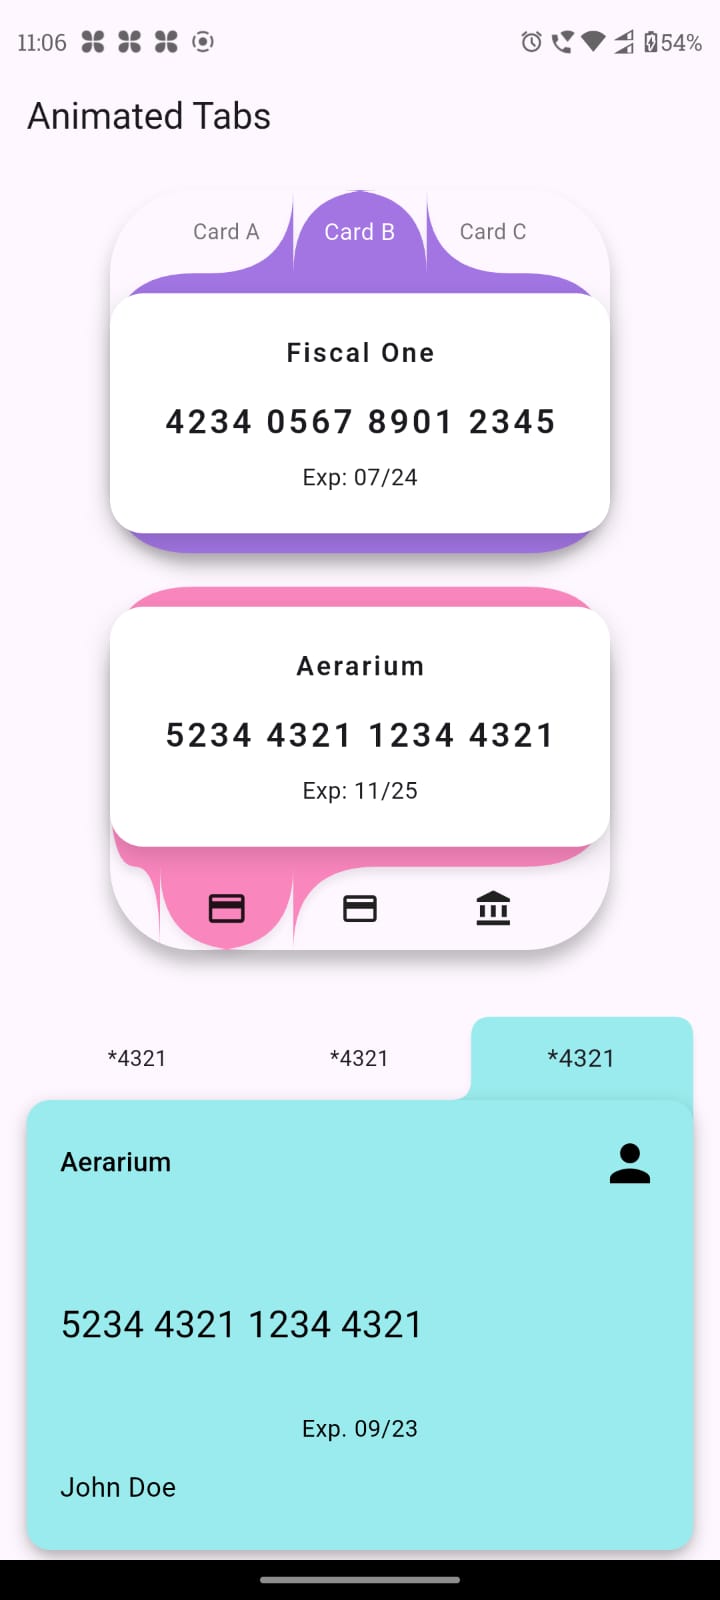 11:06 54%
Animated Tabs
Card A Card B Card C
Fiscal One
4234 0567 8901 2345
Exp: 07/24
Aerarium
5234 4321 1234 4321
Exp: 11/25
*4321 *4321 *4321
Aerarium
5234 4321 1234 4321
Exp. 09/23
John Doe